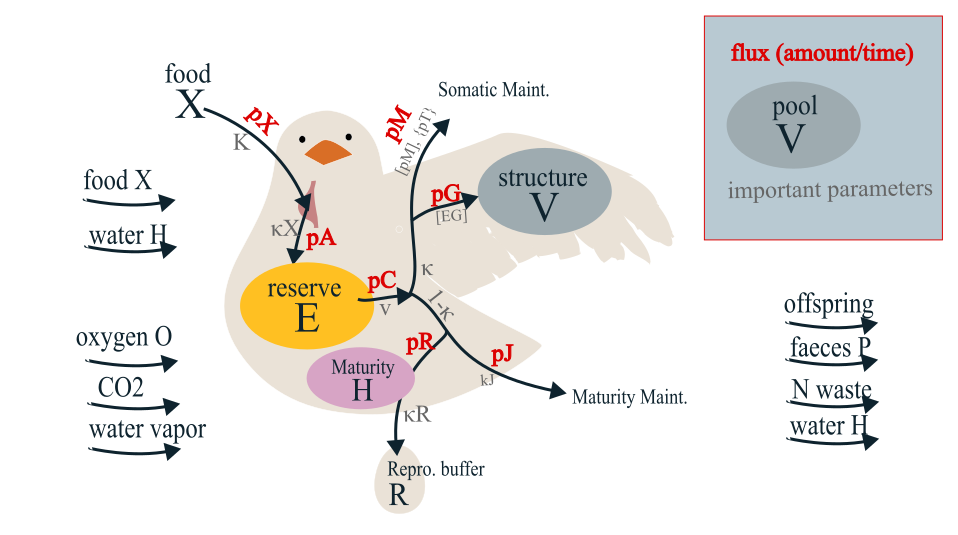 food
X
pX
K
κX
pA
reserve
E
pC
v
κ
1-κ
pM
[pM], {pT}
Somatic Maint.
pG
[EG]
structure
V
pR
pJ
kJ
Maturity Maint.
Maturity
H
κR
Repro. buffer
R
food X
water H
oxygen O
CO2
water vapor
flux (amount/time)
pool
V
important parameters
offspring
faeces P
N waste
water H